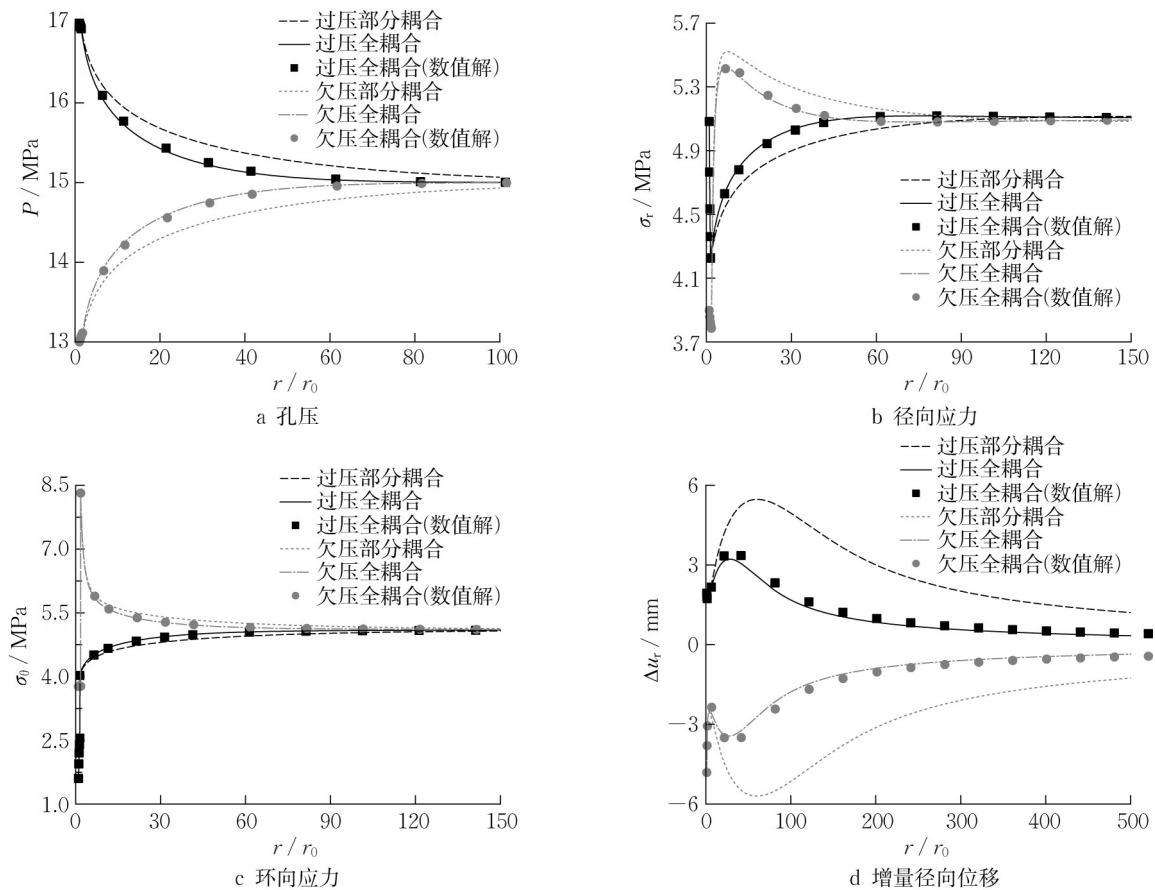 17
16
15
14
13
P / MPa
0
20
40
60
80
100
r / r₀
过压部分耦合
过压全耦合
过压全耦合(数值解)
欠压部分耦合
欠压全耦合
欠压全耦合(数值解)
a 孔压
5.7
5.3
4.9
4.5
4.1
3.7
σr / MPa
0
30
60
90
120
150
r / r₀
过压部分耦合
过压全耦合
过压全耦合(数值解)
欠压部分耦合
欠压全耦合
欠压全耦合(数值解)
b 径向应力
8.5
7.0
5.5
4.0
2.5
1.0
σθ / MPa
0
30
60
90
120
150
r / r₀
过压部分耦合
过压全耦合
过压全耦合(数值解)
欠压部分耦合
欠压全耦合
欠压全耦合(数值解)
c 环向应力
6
3
0
−3
−6
Δur / mm
0
100
200
300
400
500
r / r₀
过压部分耦合
过压全耦合
过压全耦合(数值解)
欠压部分耦合
欠压全耦合
欠压全耦合(数值解)
d 增量径向位移